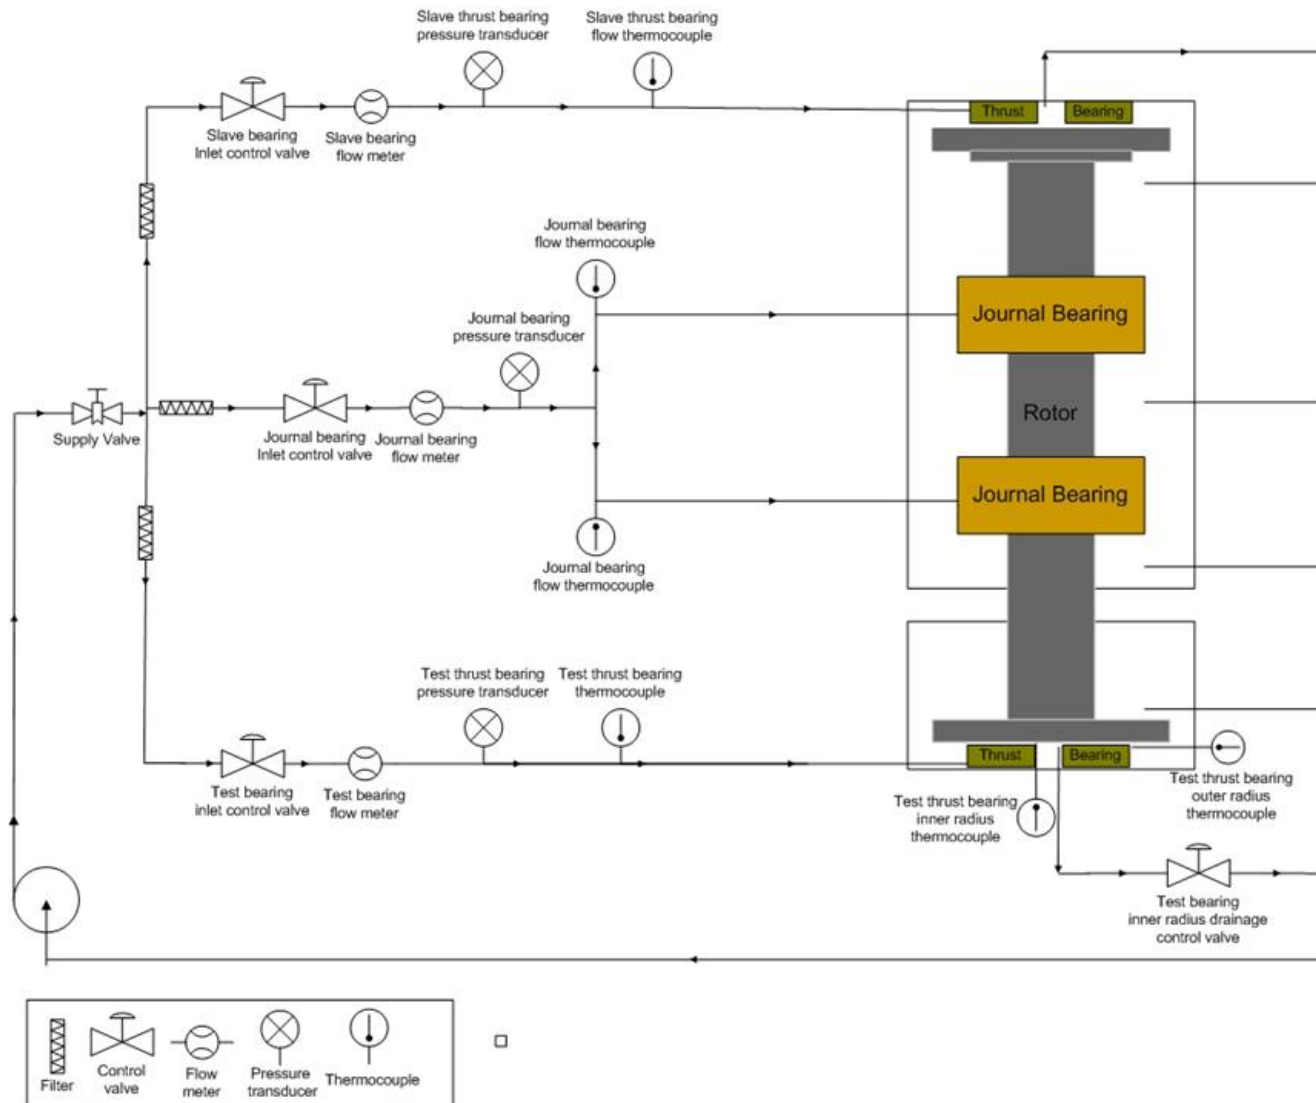 Slave thrust bearing
pressure transducer
Slave thrust bearing
flow thermocouple
Slave bearing
Inlet control valve
Slave bearing
flow meter
Thrust
Bearing
Journal bearing
flow thermocouple
Journal bearing
pressure transducer
Journal Bearing
Supply Valve
Journal bearing
Inlet control valve
Journal bearing
flow meter
Rotor
Journal Bearing
Journal bearing
flow thermocouple
Test thrust bearing
pressure transducer
Test thrust bearing
thermocouple
Test bearing
inlet control valve
Test bearing
flow meter
Thrust
Bearing
Test thrust bearing
inner radius
thermocouple
Test thrust bearing
outer radius
thermocouple
Test bearing
inner radius drainage
control valve
Filter
Control
valve
Flow
meter
Pressure
transducer
Thermocouple